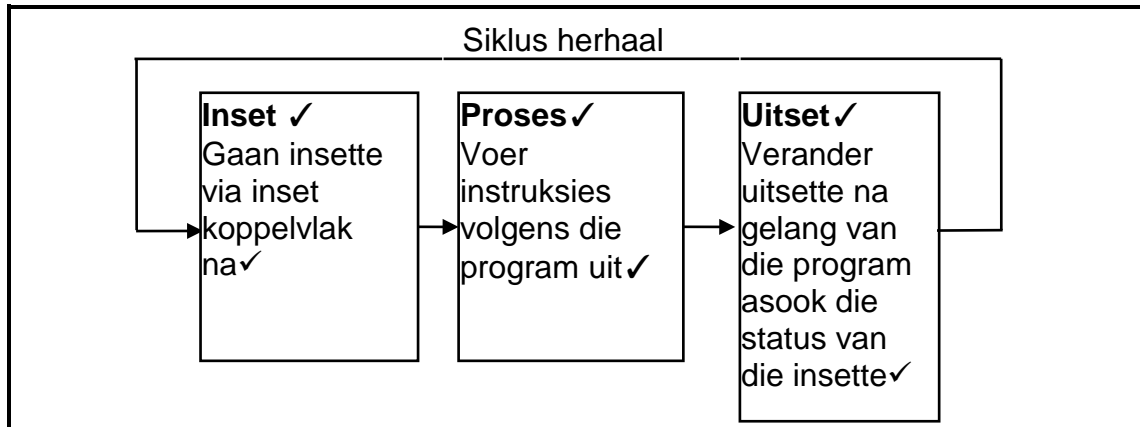 Siklus herhaal
Inset ✓
Gaan insette
via inset
koppelvlak
na✓
Proses✓
Voer
instruksies
volgens die
program uit✓
Uitset✓
Verander
uitsette na
gelang van
die program
asook die
status van
die insette✓